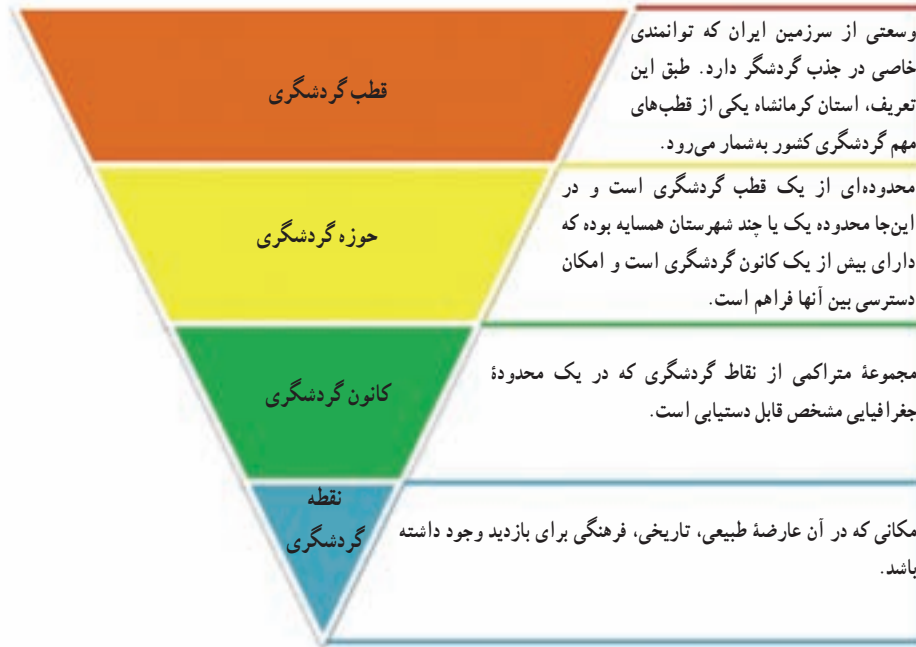 قطب گردشگری
وسعتی از سرزمین ایران که توانمندی
خاصی در جذب گردشگر دارد. طبق این
تعریف، استان کرمانشاه یکی از قطب‌های
مهم گردشگری کشور به‌شمار می‌رود.
حوزه گردشگری
محدوده‌ای از یک قطب گردشگری است و در
این‌جا محدوده یک یا چند شهرستان همسایه بوده که
دارای بیش از یک کانون گردشگری است و امکان
دسترسی بین آنها فراهم است.
کانون گردشگری
مجموعهٔ متراکمی از نقاط گردشگری که در یک محدودهٔ
جغرافیایی مشخص قابل دستیابی است.
نقطه
گردشگری
مکانی که در آن عارضهٔ طبیعی، تاریخی، فرهنگی برای بازدید وجود داشته
باشد.